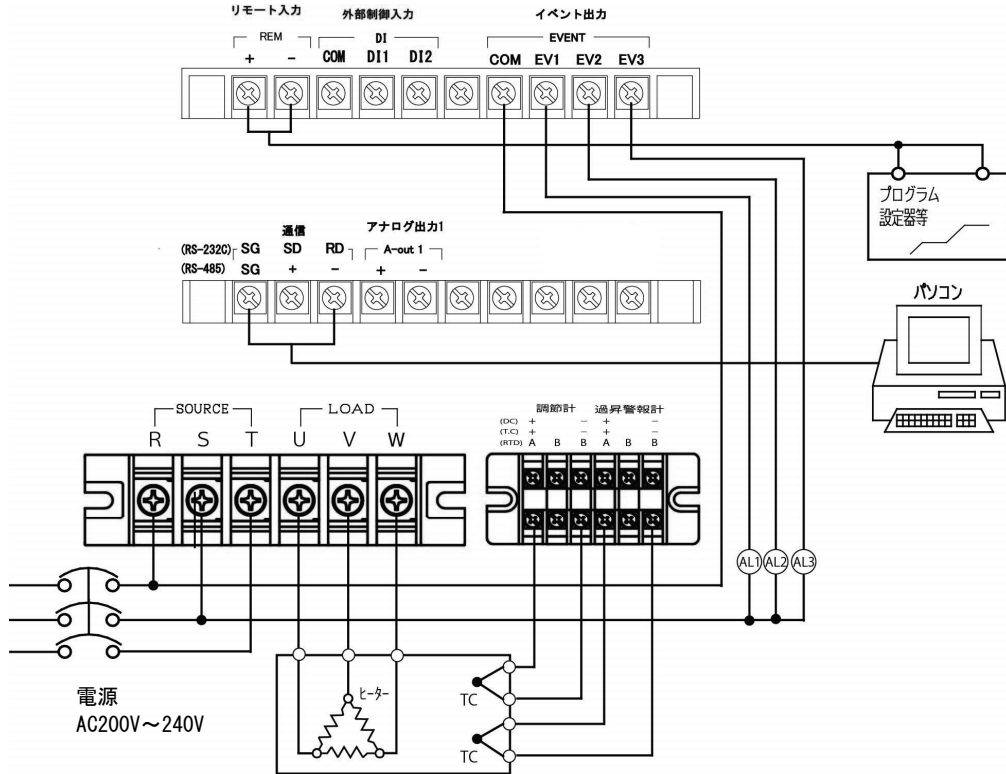 リモート入力 外部制御入力 イベント出力
REM DI EVENT
+ - COM DI1 DI2 COM EV1 EV2 EV3
プログラム
設定器等
通信 アナログ出力1
(RS-232C) SG SD RD A-out 1
(RS-485) SG + - + -
パソコン
SOURCE LOAD
R S T U V W
調節計 過昇警報計
(DC) + - + -
(T.C) + - + -
(RTD) A B B A B B
AL1 AL2 AL3
ヒーター
TC
TC
電源
AC200V～240V